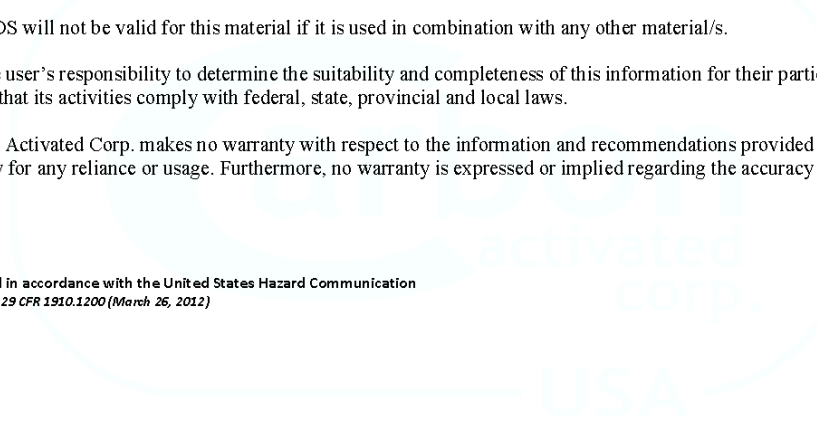 OS will not be valid for this material if it is used in combination with any other material/s.
user’s responsibility to determine the suitability and completeness of this information for their parti
that its activities comply with federal, state, provincial and local laws.
Activated Corp. makes no warranty with respect to the information and recommendations provided
for any reliance or usage. Furthermore, no warranty is expressed or implied regarding the accuracy
Carbon
activated
corp.
in accordance with the United States Hazard Communication
29 CFR 1910.1200 (March 26, 2012)
USA